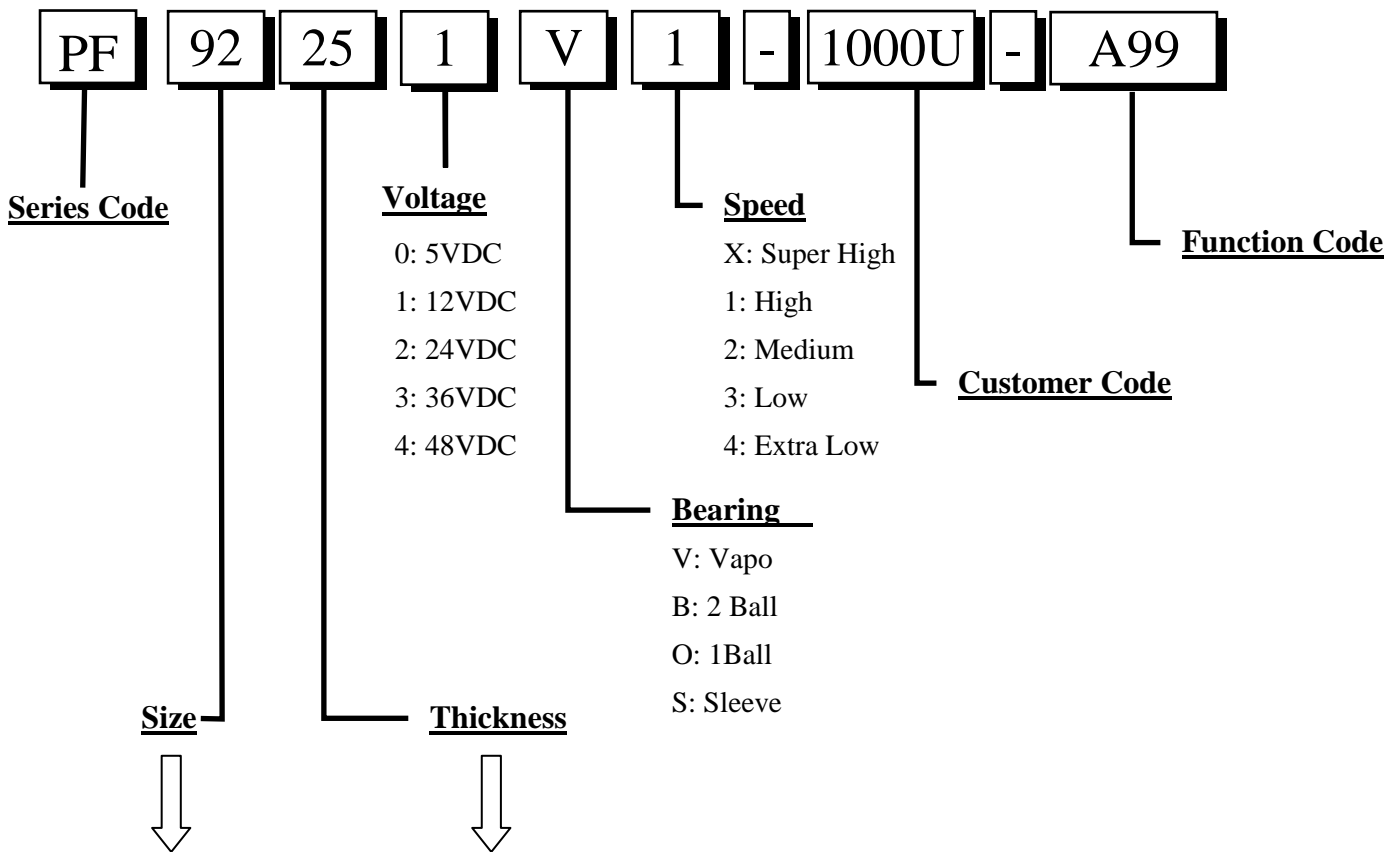 PF 92 25 1 V 1 - 1000U - A99
Series Code
Voltage
0: 5VDC
1: 12VDC
2: 24VDC
3: 36VDC
4: 48VDC
Speed
X: Super High
1: High
2: Medium
3: Low
4: Extra Low
Function Code
Customer Code
Bearing
V: Vapo
B: 2 Ball
O: 1Ball
S: Sleeve
Size
Thickness